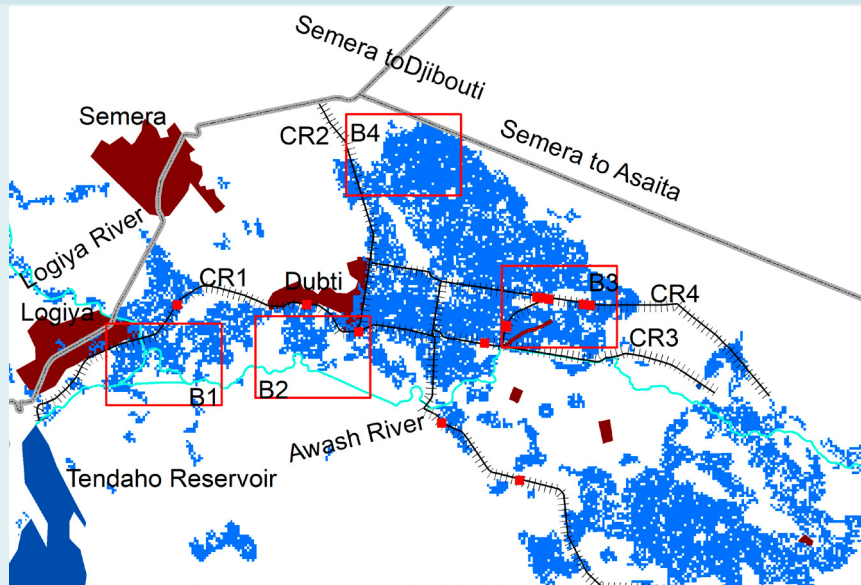 Semera toDjibouti
Semera
CR2
B4
Semera to Asaita
Logiya River
CR1
Dubti
B3
CR4
Logiya
CR3
B1
B2
Awash River
Tendaho Reservoir